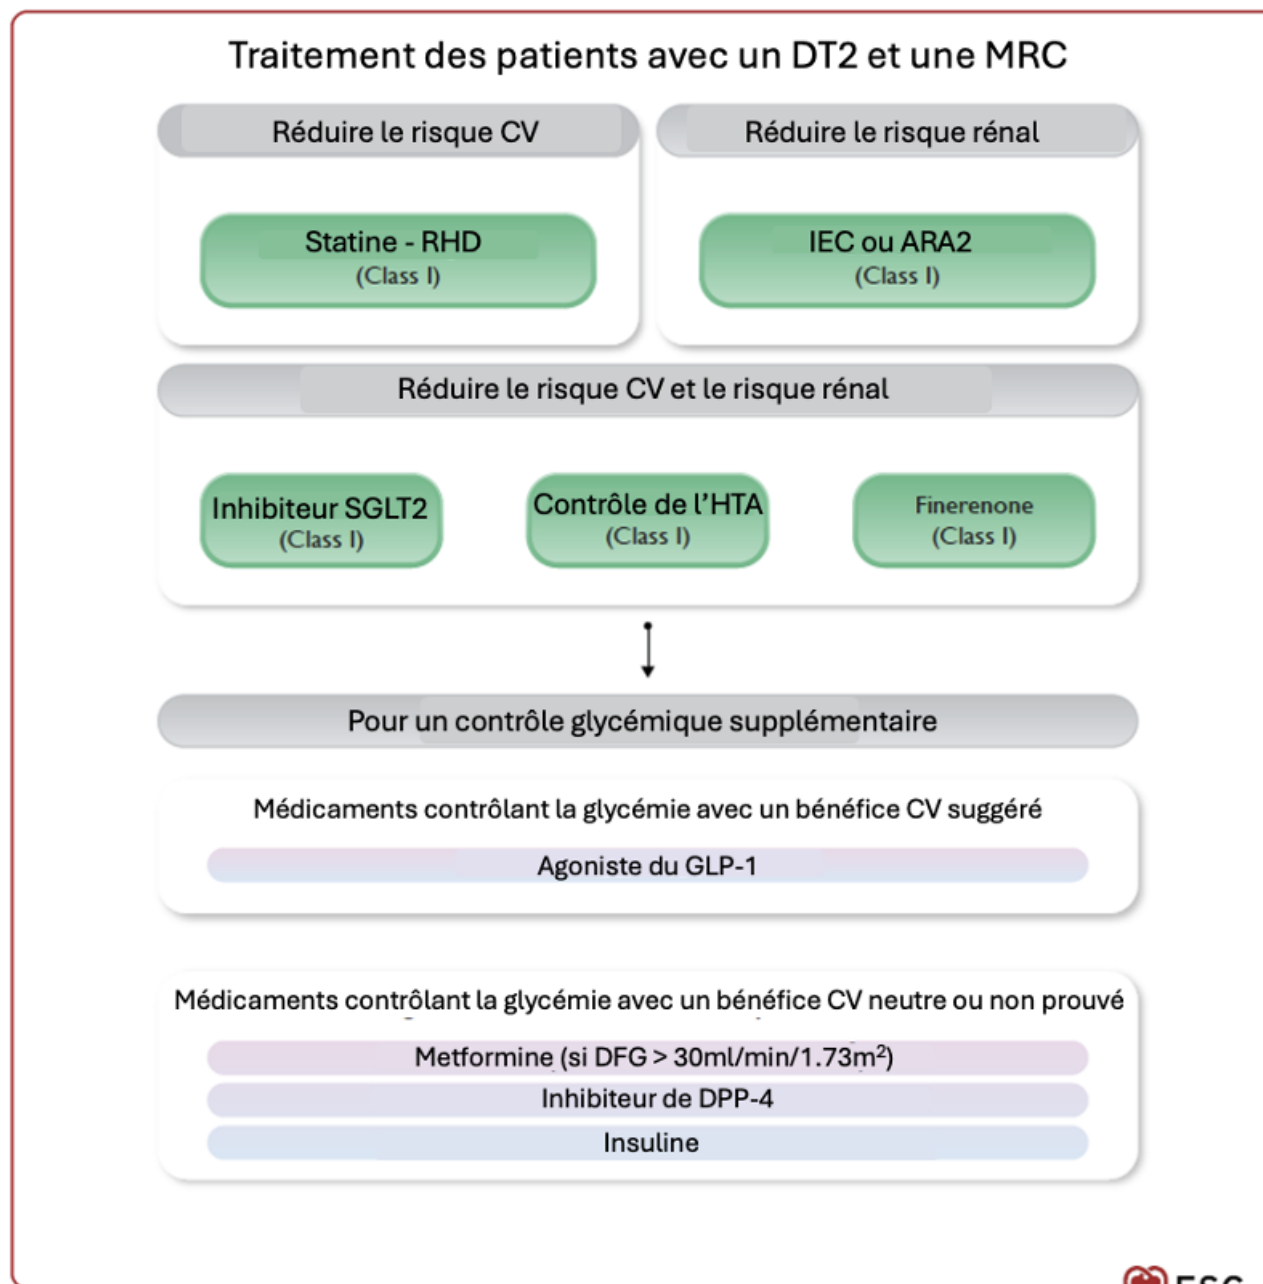 Traitement des patients avec un DT2 et une MRC
Réduire le risque CV
Réduire le risque rénal
Statine - RHD
(Class I)
IEC ou ARA2
(Class I)
Réduire le risque CV et le risque rénal
Inhibiteur SGLT2
(Class I)
Contrôle de l'HTA
(Class I)
Finerenone
(Class I)
Pour un contrôle glycémique supplémentaire
Médicaments contrôlant la glycémie avec un bénéfice CV suggéré
Agoniste du GLP-1
Médicaments contrôlant la glycémie avec un bénéfice CV neutre ou non prouvé
Metformine (si DFG > 30ml/min/1.73m²)
Inhibiteur de DPP-4
Insuline
ESC